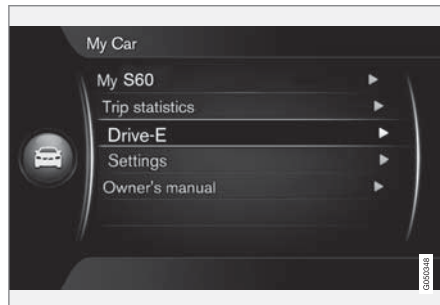 My Car
My S60
Trip statistics
Drive-E
Settings
Owner's manual
G050348